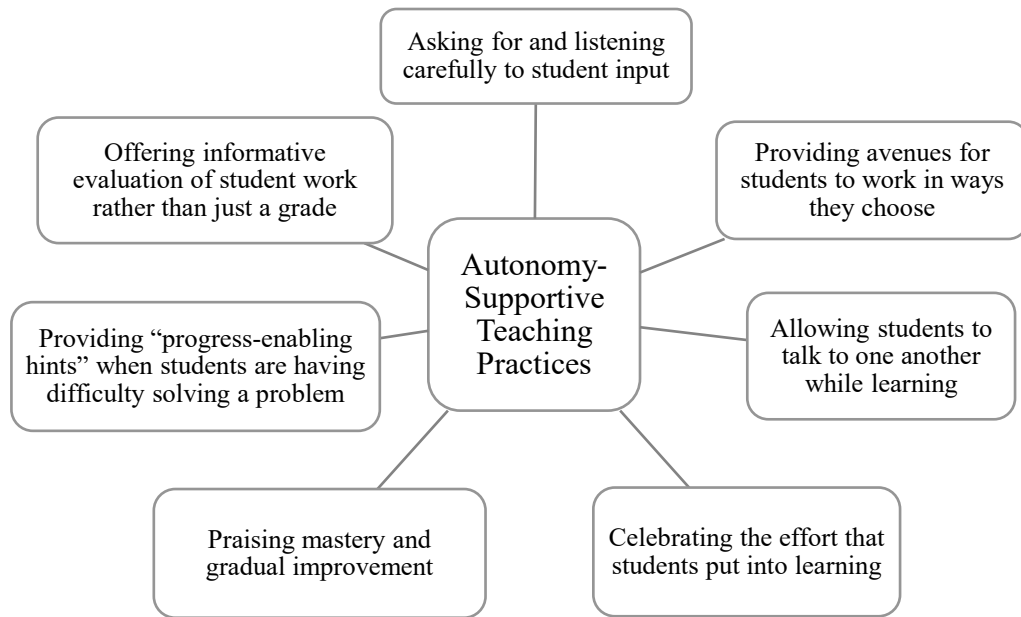 Asking for and listening
carefully to student input
Offering informative
evaluation of student work
rather than just a grade
Providing avenues for
students to work in ways
they choose
Autonomy-
Supportive
Teaching
Practices
Providing “progress-enabling
hints” when students are having
difficulty solving a problem
Allowing students to
talk to one another
while learning
Praising mastery and
gradual improvement
Celebrating the effort that
students put into learning